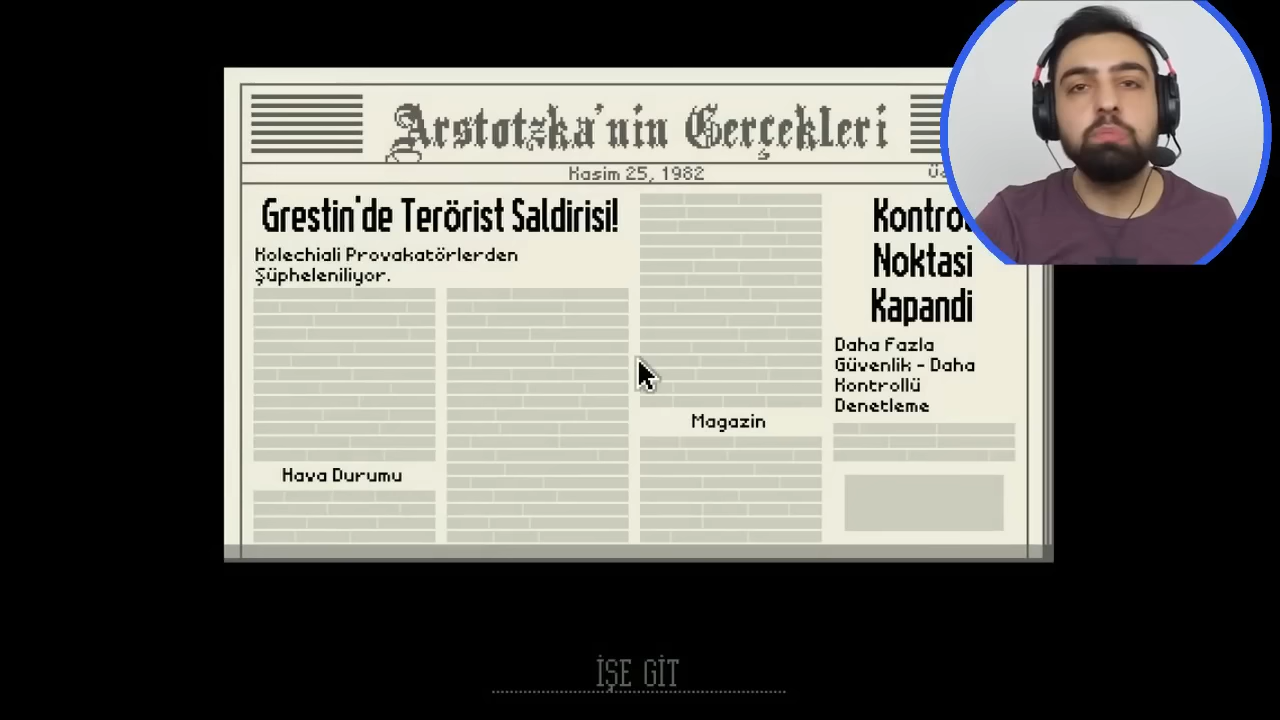 Arstotzka'nin Gerçekleri
Kasim 25, 1982
Grestin'de Terörist Saldirisi!
Kolechiali Provakatörlerden
Şüpheleniliyor.
Hava Durumu
Magazin
Noktasi
Kapandi
Daha Fazla
Güvenlik - Daha
Kontrollü
Denetleme
İŞE GİT